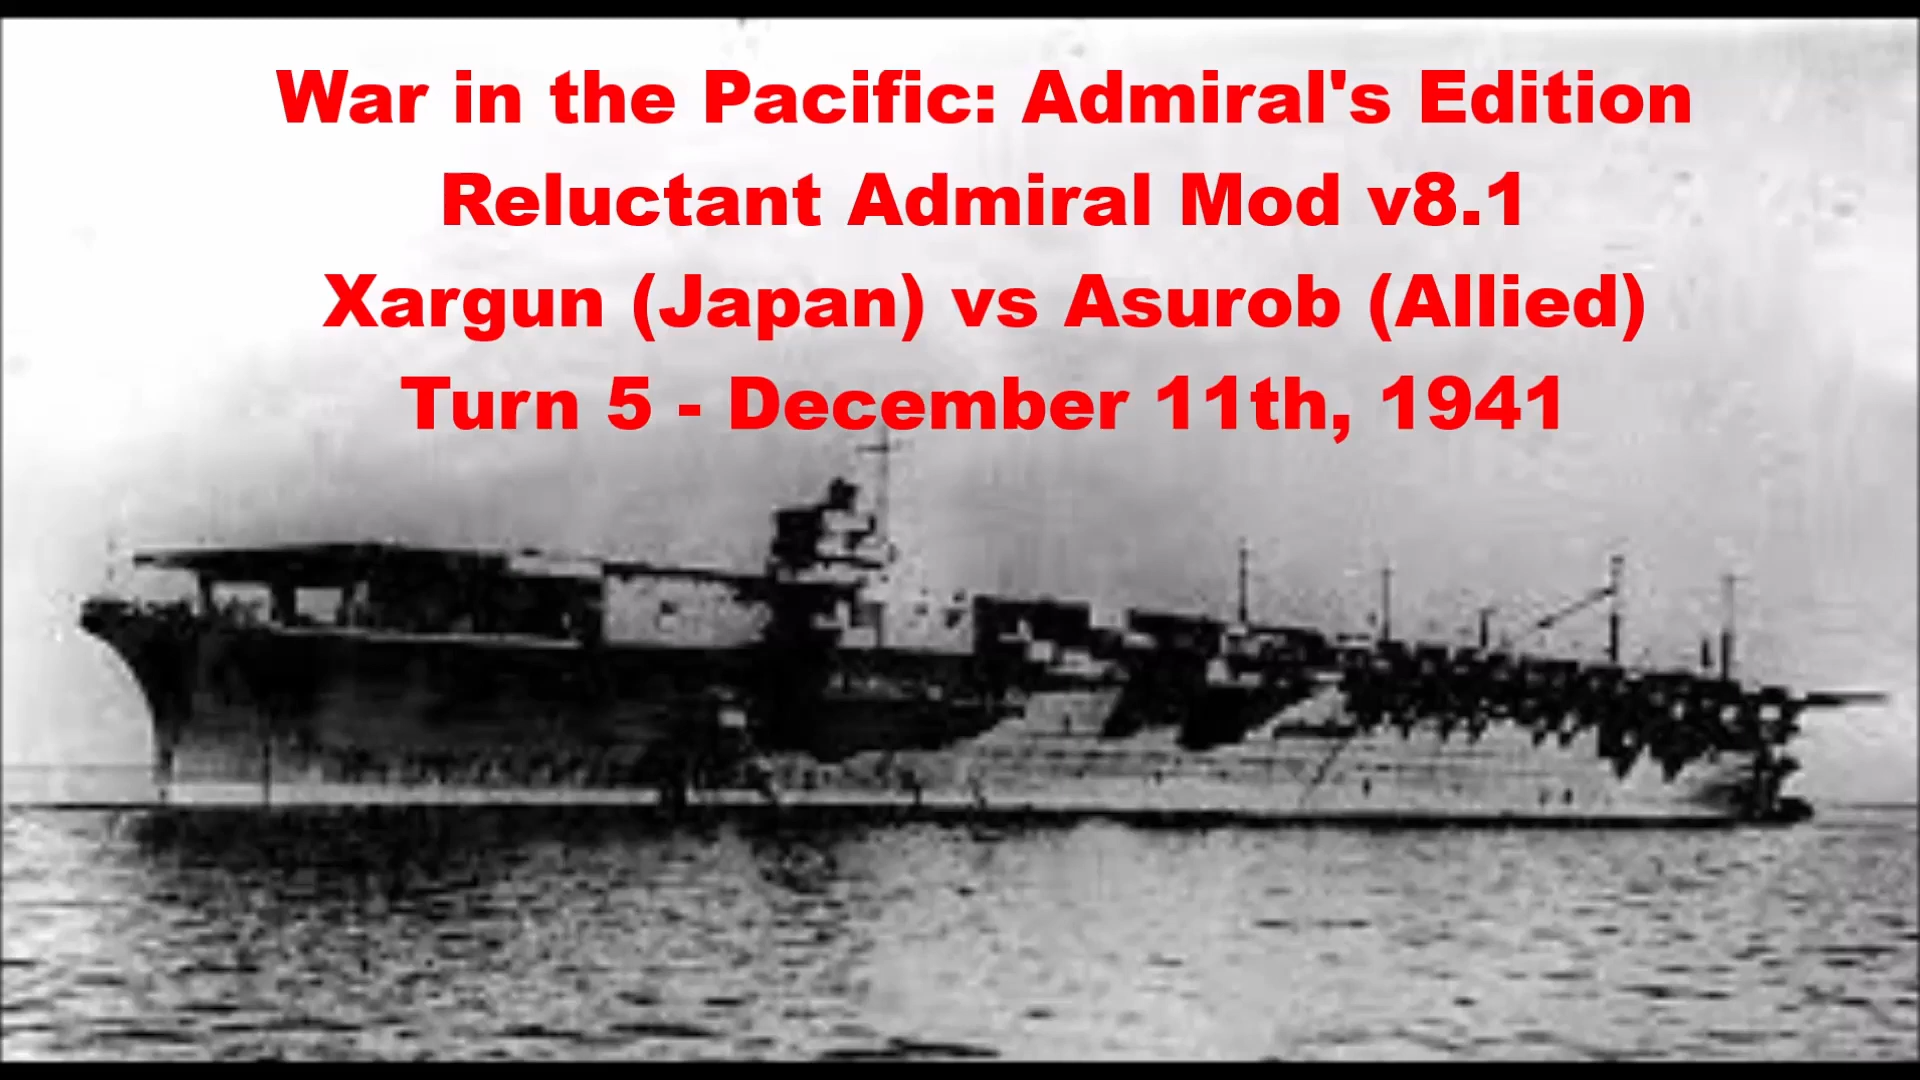 War in the Pacific: Admiral's Edition
Reluctant Admiral Mod v8.1
Xargun (Japan) vs Asurob (Allied)
Turn 5 - December 11th, 1941